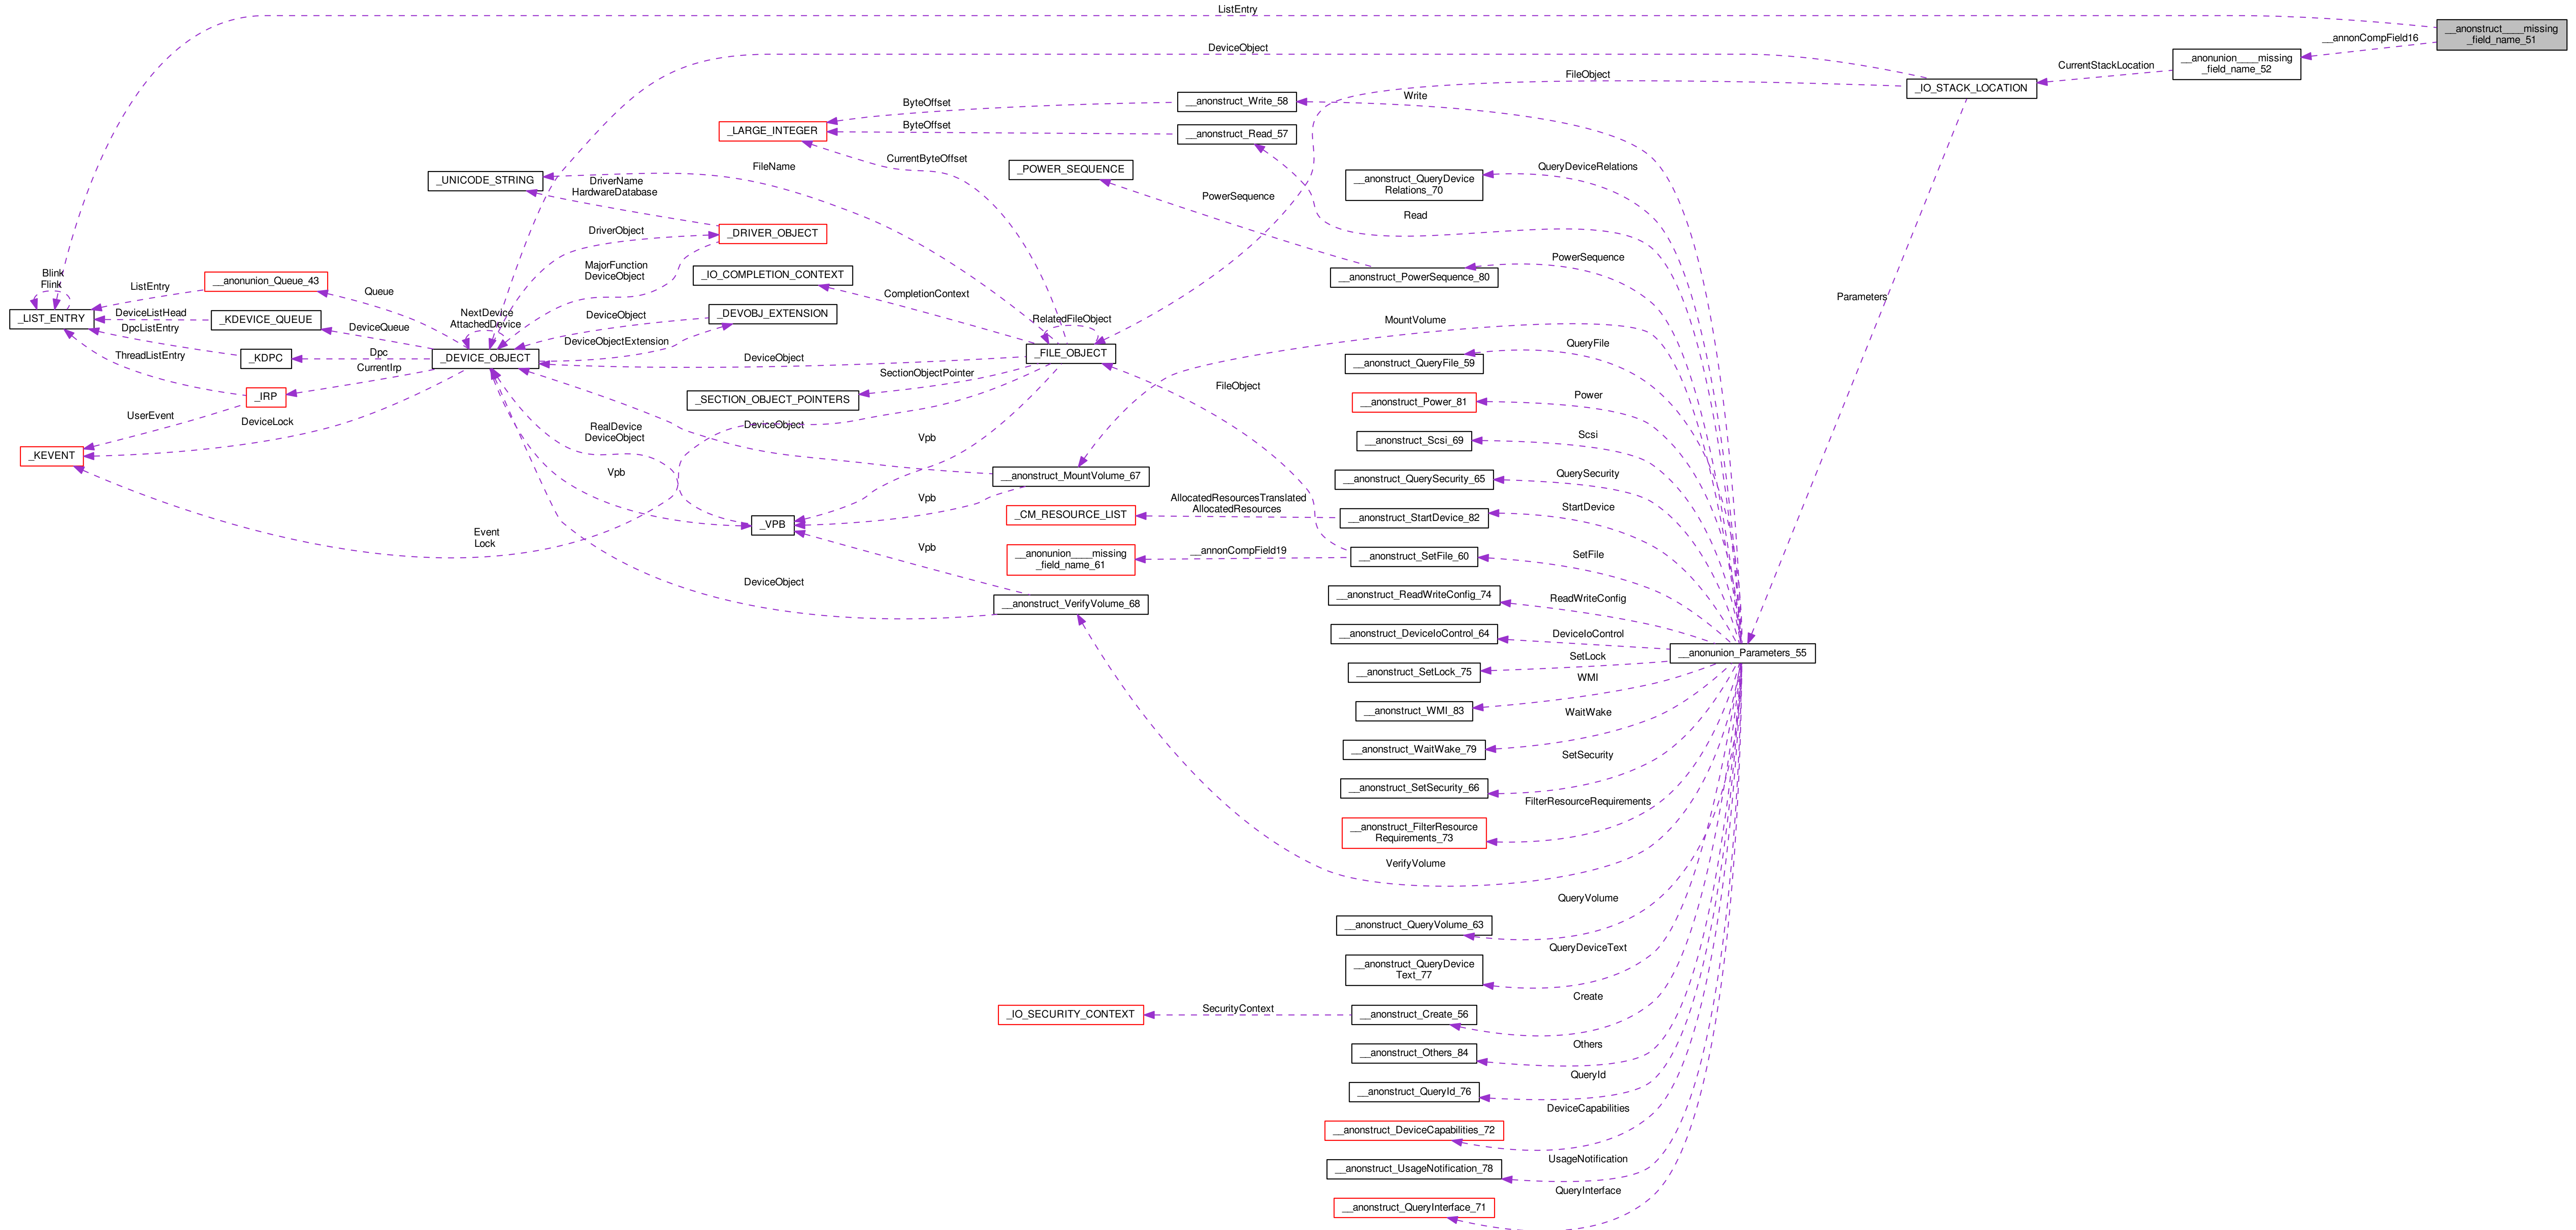 ListEntry
__anonstruct____missing
_field_name_51
__annonCompField16
DeviceObject
__anonunion____missing
_field_name_52
CurrentStackLocation
FileObject
_IO_STACK_LOCATION
Write
__anonstruct_Write_58
ByteOffset
_LARGE_INTEGER
ByteOffset
__anonstruct_Read_57
CurrentByteOffset
FileName
_POWER_SEQUENCE
QueryDeviceRelations
__anonstruct_QueryDevice
Relations_70
_UNICODE_STRING
DriverName
HardwareDatabase
PowerSequence
Read
DriverObject
_DRIVER_OBJECT
MajorFunction
DeviceObject
_IO_COMPLETION_CONTEXT
PowerSequence
__anonstruct_PowerSequence_80
Blink
Flink
ListEntry
__anonunion_Queue_43
Queue
CompletionContext
Parameters
_LIST_ENTRY
DeviceListHead
_KDEVICE_QUEUE
DeviceQueue
NextDevice
AttachedDevice
DeviceObject
_DEVOBJ_EXTENSION
RelatedFileObject
MountVolume
DpcListEntry
DeviceObjectExtension
QueryFile
ThreadListEntry
_KDPC
Dpc
_DEVICE_OBJECT
DeviceObject
_FILE_OBJECT
__anonstruct_QueryFile_59
CurrentIrp
SectionObjectPointer
_IRP
_SECTION_OBJECT_POINTERS
FileObject
__anonstruct_Power_81
Power
UserEvent
DeviceLock
RealDevice
DeviceObject
DeviceObject
Vpb
__anonstruct_Scsi_69
Scsi
_KEVENT
Vpb
__anonstruct_MountVolume_67
__anonstruct_QuerySecurity_65
QuerySecurity
Vpb
AllocatedResourcesTranslated
AllocatedResources
_VPB
_CM_RESOURCE_LIST
__anonstruct_StartDevice_82
StartDevice
Event
Lock
Vpb
__anonunion____missing
_field_name_61
__annonCompField19
__anonstruct_SetFile_60
SetFile
DeviceObject
__anonstruct_VerifyVolume_68
__anonstruct_ReadWriteConfig_74
ReadWriteConfig
__anonstruct_DeviceIoControl_64
DeviceIoControl
__anonunion_Parameters_55
__anonstruct_SetLock_75
SetLock
WMI
__anonstruct_WMI_83
WaitWake
__anonstruct_WaitWake_79
SetSecurity
__anonstruct_SetSecurity_66
FilterResourceRequirements
__anonstruct_FilterResource
Requirements_73
VerifyVolume
QueryVolume
__anonstruct_QueryVolume_63
QueryDeviceText
__anonstruct_QueryDevice
Text_77
Create
_IO_SECURITY_CONTEXT
SecurityContext
__anonstruct_Create_56
Others
__anonstruct_Others_84
QueryId
__anonstruct_QueryId_76
DeviceCapabilities
__anonstruct_DeviceCapabilities_72
UsageNotification
__anonstruct_UsageNotification_78
QueryInterface
__anonstruct_QueryInterface_71